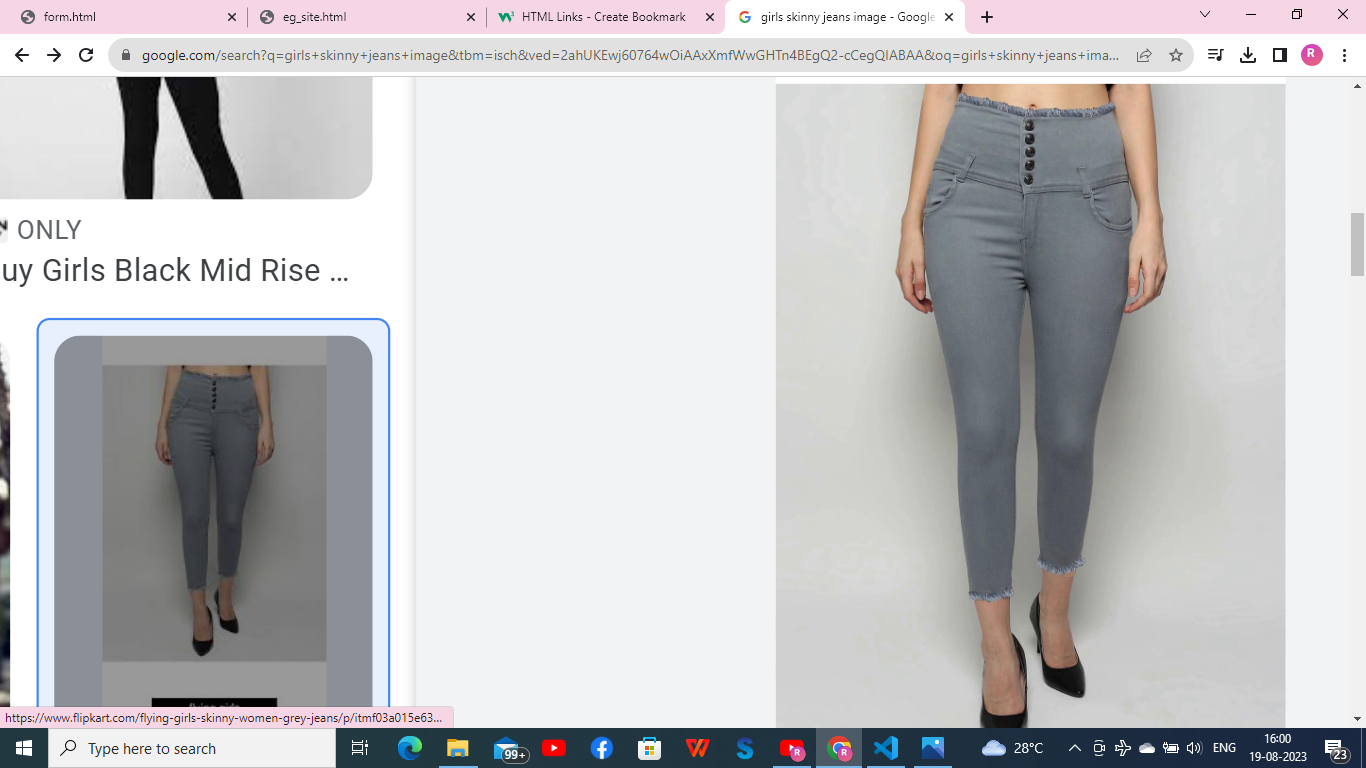 form.html
eg_site.html
HTML Links - Create Bookmark
girls skinny jeans image - Google
google.com/search?q=girls+skinny+jeans+image&tbm=isch&ved=2ahUKEwj60764wOiAAxXmfWwGHTn4BEgQ2-cCegQIABAA&oq=girls+skinny+jeans+ima...
R
ONLY
uy Girls Black Mid Rise ...
https://www.flipkart.com/flying-girls-skinny-women-grey-jeans/p/itmf03a015e63...
Type here to search
99+
R
R
28°C
ENG
16:00
19-08-2023
23